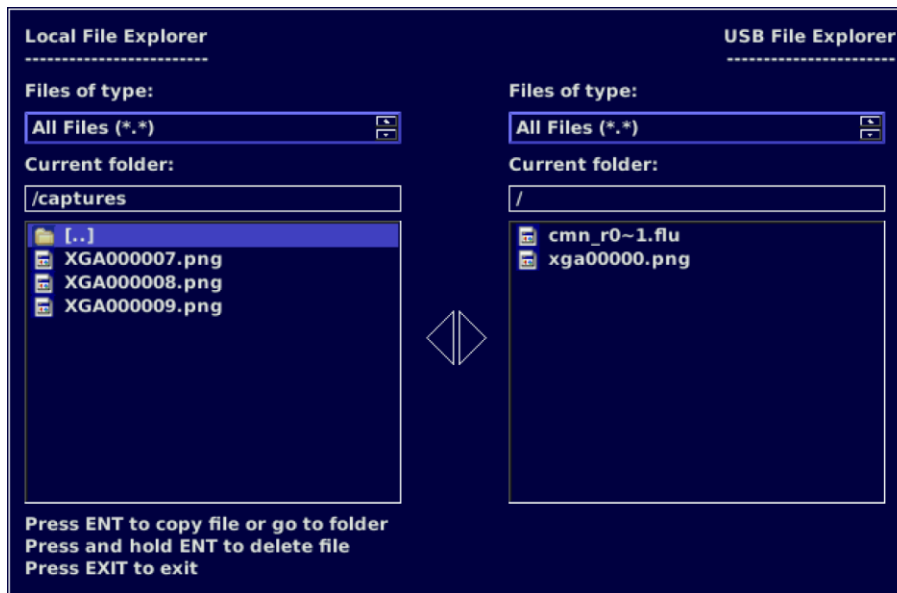 Local File Explorer
-------------------------
Files of type:
All Files (*.*)
Current folder:
/captures
[..]
XGA000007.png
XGA000008.png
XGA000009.png
Press ENT to copy file or go to folder
Press and hold ENT to delete file
Press EXIT to exit
USB File Explorer
-----------------------
Files of type:
All Files (*.*)
Current folder:
/
cmn_r0~1.flu
xga00000.png